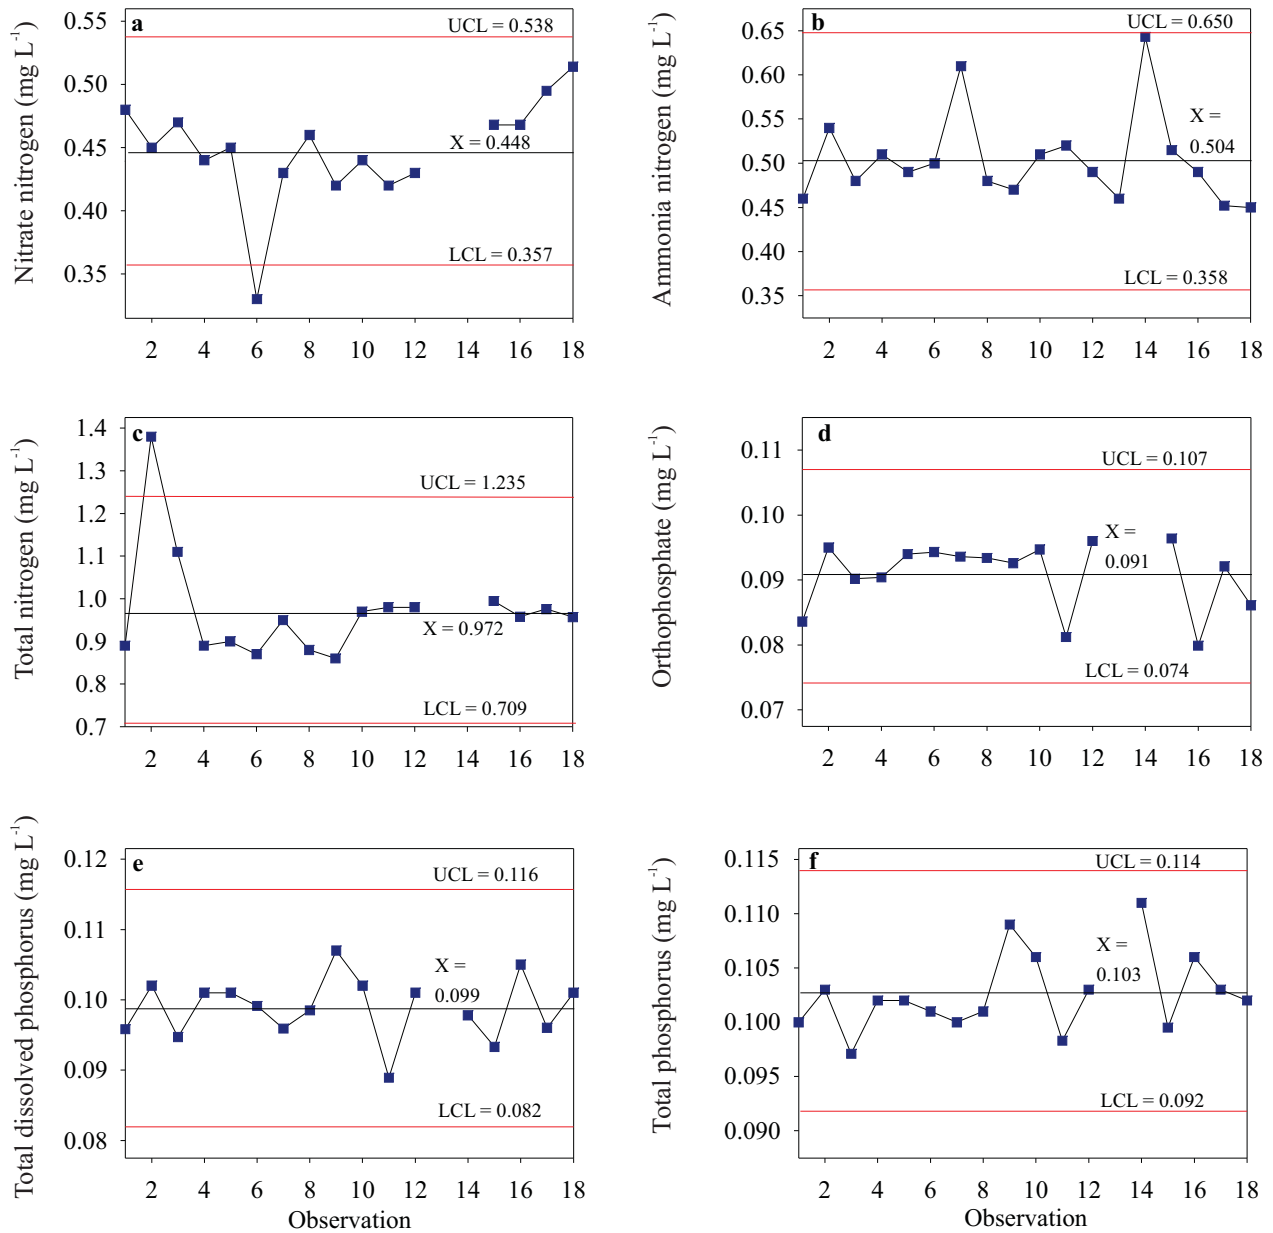 a
UCL = 0.538
X = 0.448
LCL = 0.357
Nitrate nitrogen (mg L⁻¹)
0.55
0.50
0.45
0.40
0.35
2 4 6 8 10 12 14 16 18
b
UCL = 0.650
X =
0.504
LCL = 0.358
Ammonia nitrogen (mg L⁻¹)
0.65
0.60
0.55
0.50
0.45
0.40
0.35
2 4 6 8 10 12 14 16 18
c
UCL = 1.235
X = 0.972
LCL = 0.709
Total nitrogen (mg L⁻¹)
1.4
1.3
1.2
1.1
1.0
0.9
0.8
0.7
2 4 6 8 10 12 14 16 18
d
UCL = 0.107
X =
0.091
LCL = 0.074
Orthophosphate (mg L⁻¹)
0.11
0.10
0.09
0.08
0.07
2 4 6 8 10 12 14 16 18
e
UCL = 0.116
X =
0.099
LCL = 0.082
Total dissolved phosphorus (mg L⁻¹)
0.12
0.11
0.10
0.09
0.08
2 4 6 8 10 12 14 16 18
Observation
f
UCL = 0.114
X =
0.103
LCL = 0.092
Total phosphorus (mg L⁻¹)
0.115
0.110
0.105
0.100
0.095
0.090
2 4 6 8 10 12 14 16 18
Observation